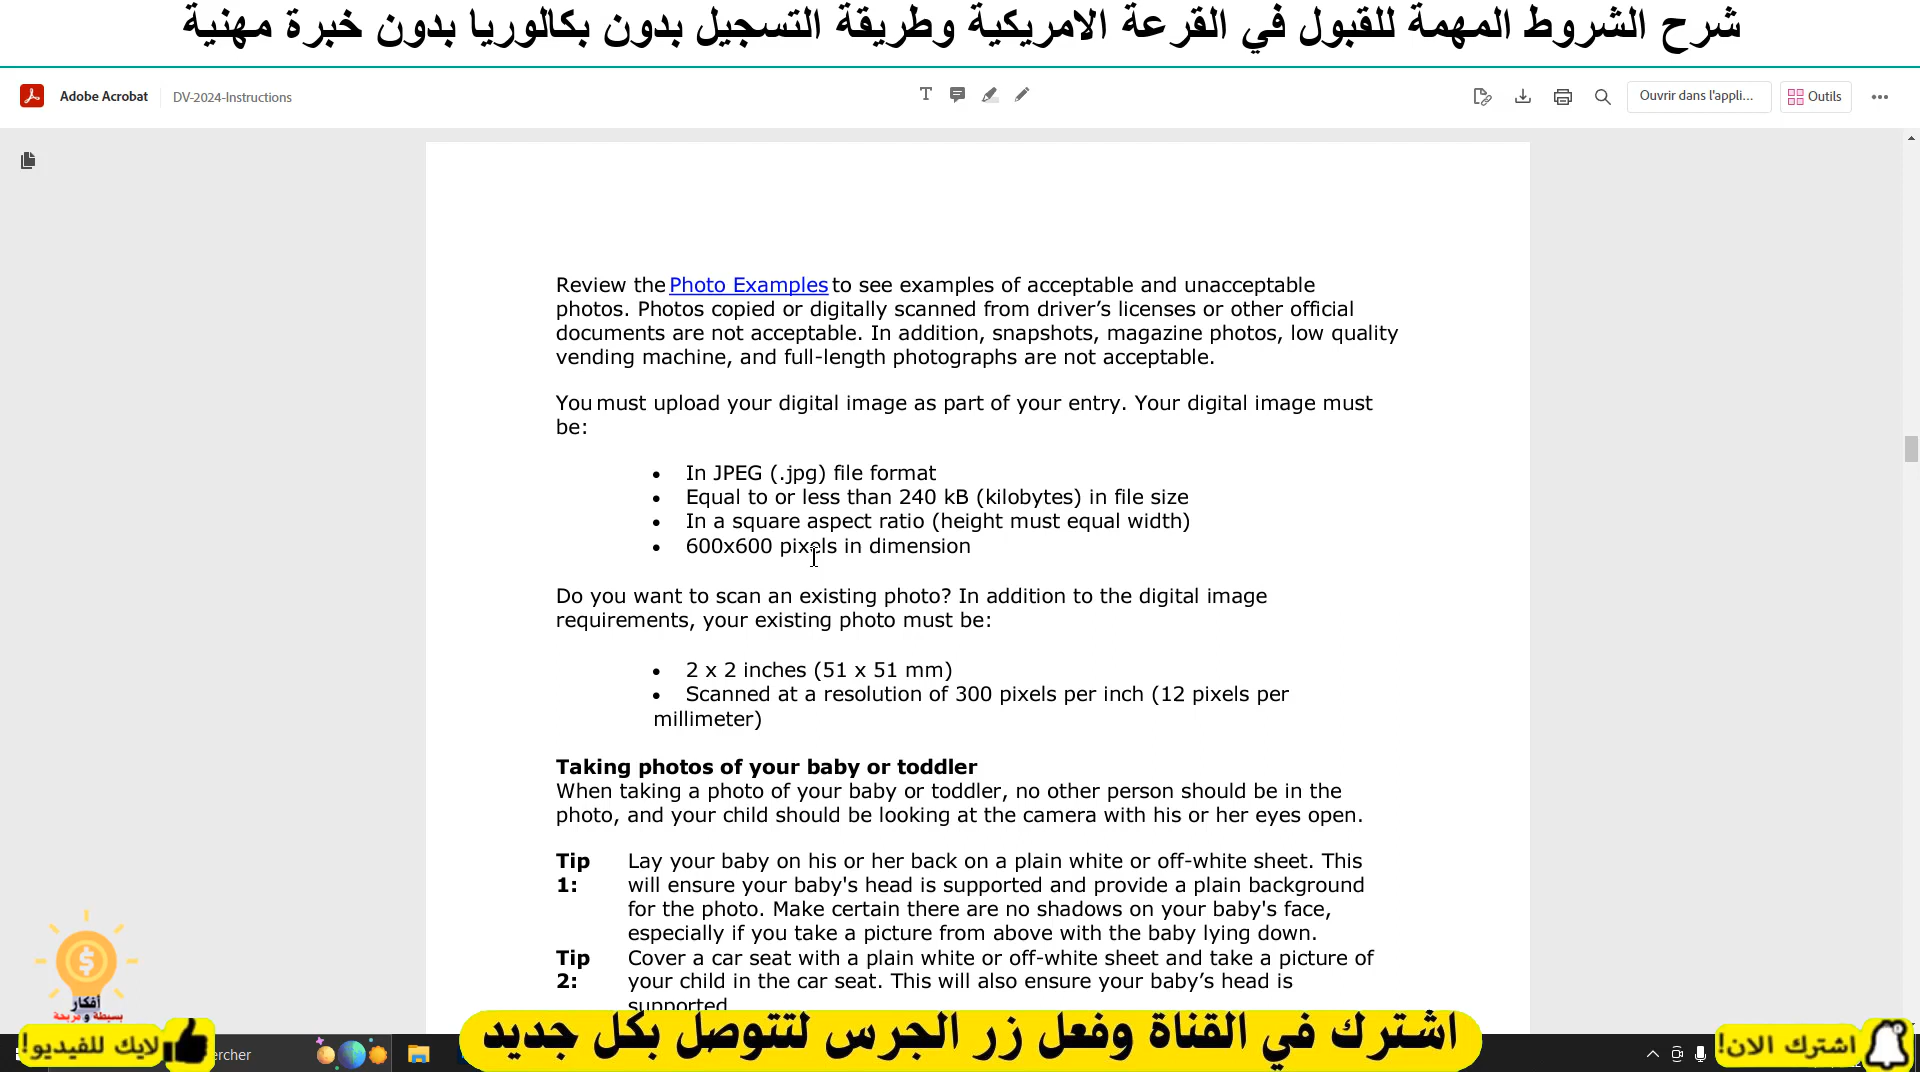 شرح الشروط المهمة للقبول في القرعة الامريكية وطريقة التسجيل بدون بكالوريا بدون خبرة مهنية
Adobe Acrobat
DV-2024-Instructions
Ouvrir dans l'appli...
Outils
Review the Photo Examples to see examples of acceptable and unacceptable
photos. Photos copied or digitally scanned from driver’s licenses or other official
documents are not acceptable. In addition, snapshots, magazine photos, low quality
vending machine, and full-length photographs are not acceptable.
You must upload your digital image as part of your entry. Your digital image must
be:
• In JPEG (.jpg) file format
• Equal to or less than 240 kB (kilobytes) in file size
• In a square aspect ratio (height must equal width)
• 600x600 pixels in dimension
Do you want to scan an existing photo? In addition to the digital image
requirements, your existing photo must be:
• 2 x 2 inches (51 x 51 mm)
• Scanned at a resolution of 300 pixels per inch (12 pixels per
millimeter)
Taking photos of your baby or toddler
When taking a photo of your baby or toddler, no other person should be in the
photo, and your child should be looking at the camera with his or her eyes open.
Tip 1: Lay your baby on his or her back on a plain white or off-white sheet. This
will ensure your baby's head is supported and provide a plain background
for the photo. Make certain there are no shadows on your baby's face,
especially if you take a picture from above with the baby lying down.
Tip 2: Cover a car seat with a plain white or off-white sheet and take a picture of
your child in the car seat. This will also ensure your baby’s head is
supported
أفكار
بسيطة و مربحة
لايك للفيديو!
cher
اشترك في القناة وفعل زر الجرس لتتوصل بكل جديد
اشترك الان!